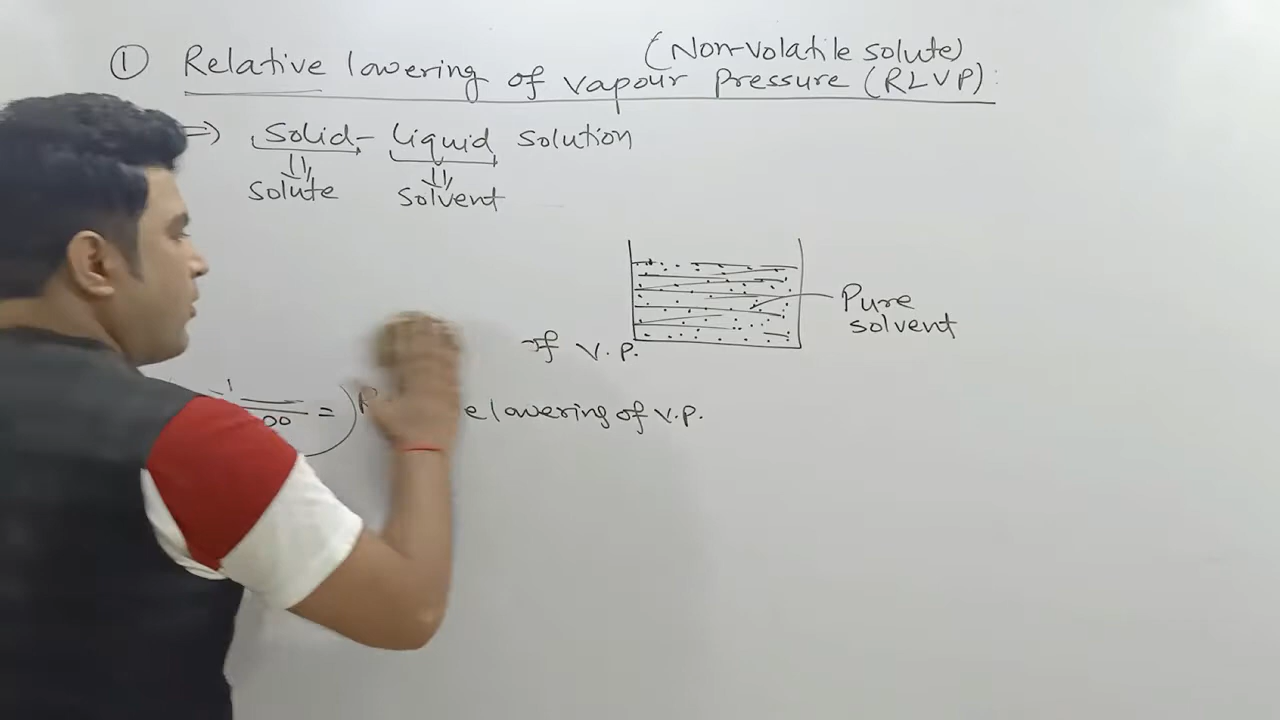 (Non-volatile solute)
① Relative lowering of vapour pressure (RLVP):
=> Solid - liquid solution
solute solvent
Pure
solvent
of v.p.
= lowering of v.p.